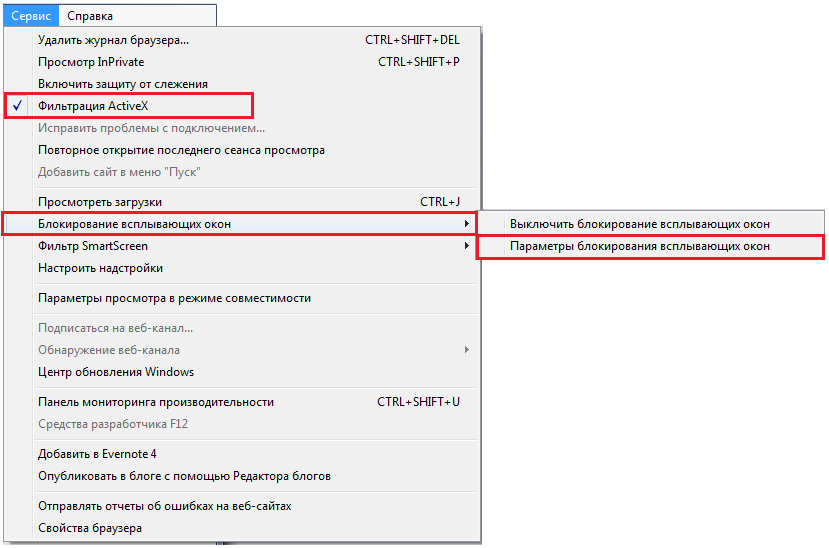 Сервис Справка
Удалить журнал браузера... CTRL+SHIFT+DEL
Просмотр InPrivate CTRL+SHIFT+P
Включить защиту от слежения
Фильтрация ActiveX
Исправить проблемы с подключением...
Повторное открытие последнего сеанса просмотра
Добавить сайт в меню "Пуск"
Просмотреть загрузки CTRL+J
Блокирование всплывающих окон
Выключить блокирование всплывающих окон
Фильтр SmartScreen
Параметры блокирования всплывающих окон
Настроить надстройки
Параметры просмотра в режиме совместимости
Подписаться на веб-канал...
Обнаружение веб-канала
Центр обновления Windows
Панель мониторинга производительности CTRL+SHIFT+U
Средства разработчика F12
Добавить в Evernote 4
Опубликовать в блоге с помощью Редактора блогов
Отправлять отчеты об ошибках на веб-сайтах
Свойства браузера